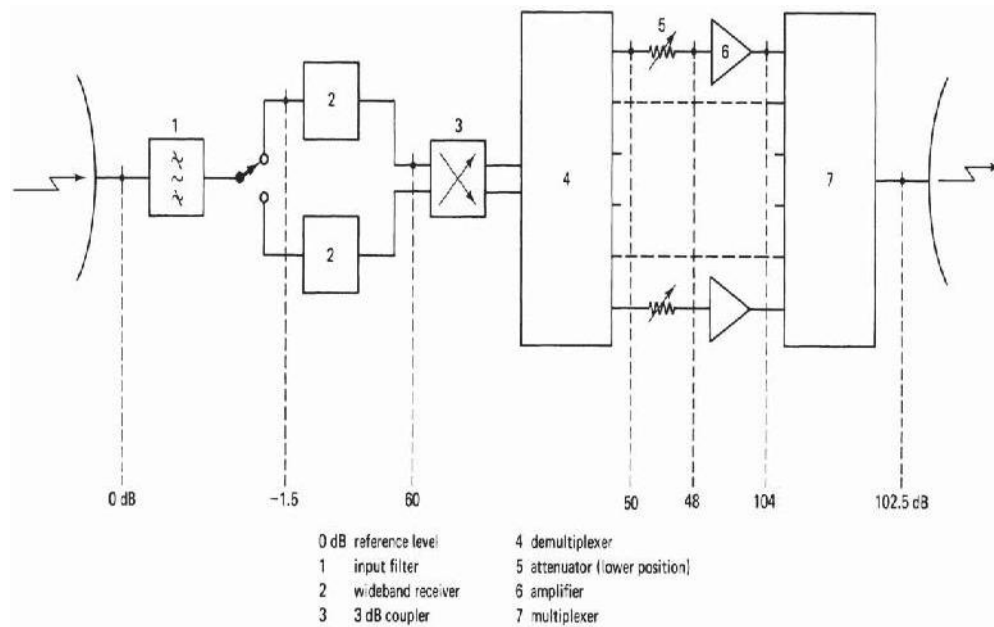 5
6
2
1
3
4
7
2
0 dB
-1.5
60
50
48
104
102.5 dB
0 dB reference level
1 input filter
2 wideband receiver
3 3 dB coupler
4 demultiplexer
5 attenuator (lower position)
6 amplifier
7 multiplexer